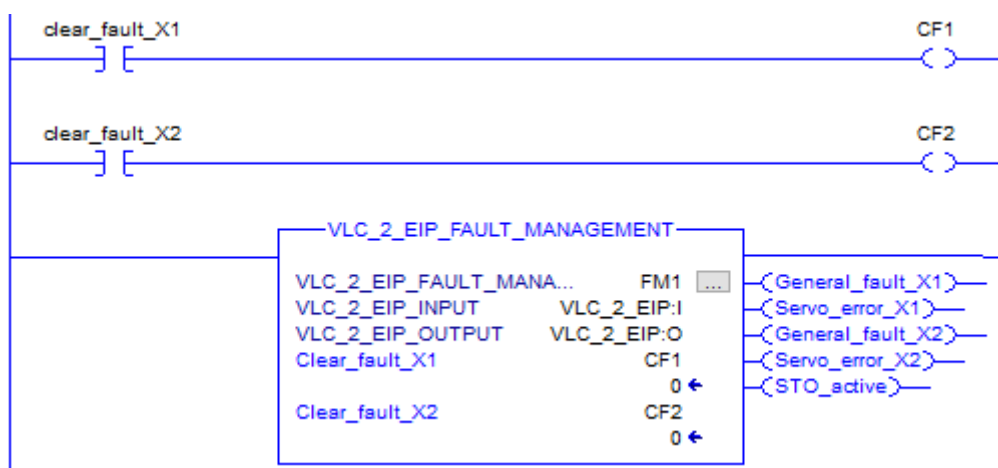 clear_fault_X1 CF1
clear_fault_X2 CF2
VLC_2_EIP_FAULT_MANAGEMENT
VLC_2_EIP_FAULT_MANA... FM1 ... General_fault_X1
VLC_2_EIP_INPUT VLC_2_EIP:I Servo_error_X1
VLC_2_EIP_OUTPUT VLC_2_EIP:O General_fault_X2
Clear_fault_X1 CF1 Servo_error_X2
0 STO_active
Clear_fault_X2 CF2
0